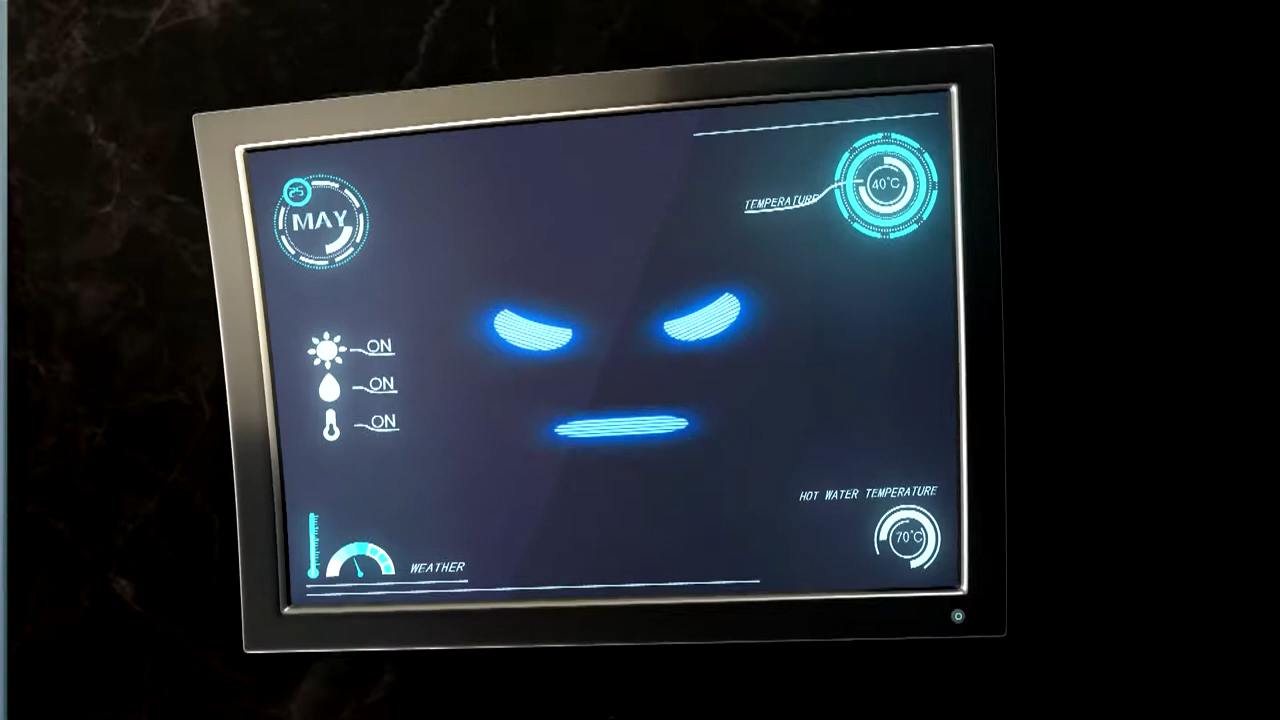 25
MAY
TEMPERATURE
40°C
ON
ON
ON
HOT WATER TEMPERATURE
70°C
WEATHER